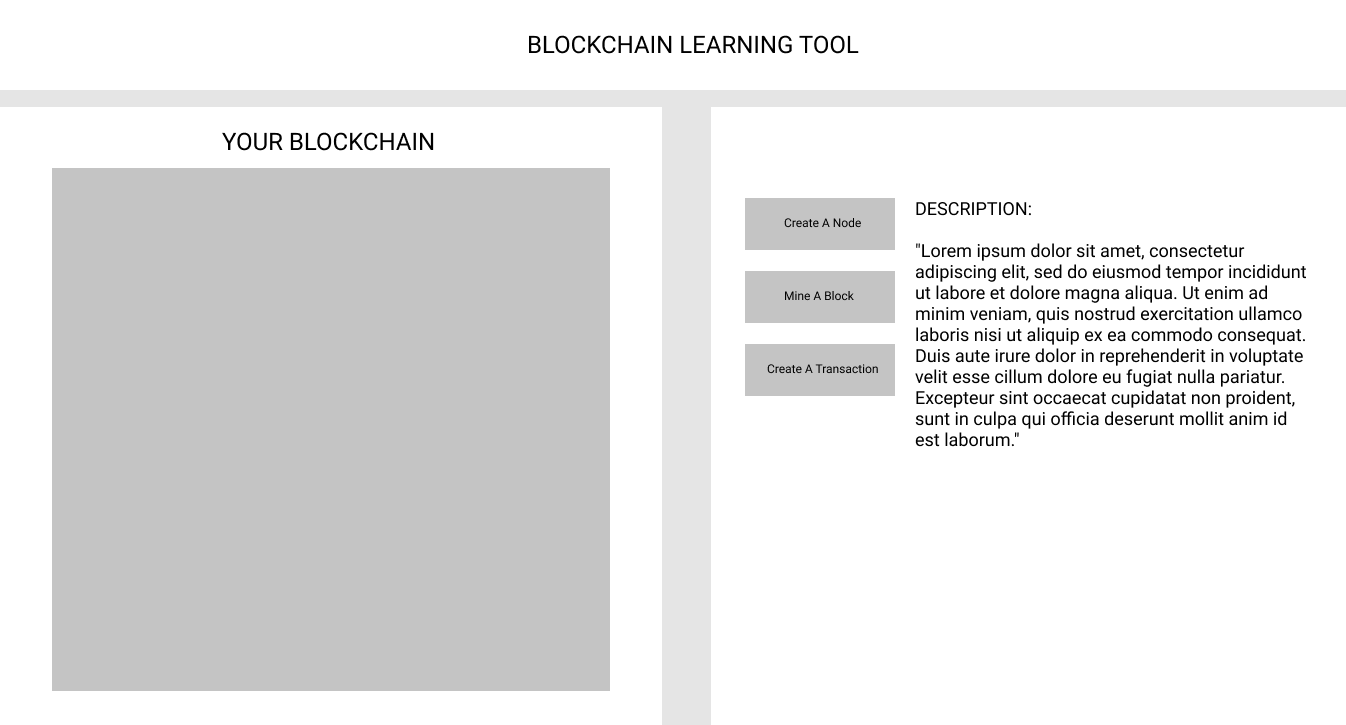 BLOCKCHAIN LEARNING TOOL
YOUR BLOCKCHAIN
Create A Node
Mine A Block
Create A Transaction
DESCRIPTION:
"Lorem ipsum dolor sit amet, consectetur
adipiscing elit, sed do eiusmod tempor incididunt
ut labore et dolore magna aliqua. Ut enim ad
minim veniam, quis nostrud exercitation ullamco
laboris nisi ut aliquip ex ea commodo consequat.
Duis aute irure dolor in reprehenderit in voluptate
velit esse cillum dolore eu fugiat nulla pariatur.
Excepteur sint occaecat cupidatat non proident,
sunt in culpa qui officia deserunt mollit anim id
est laborum."